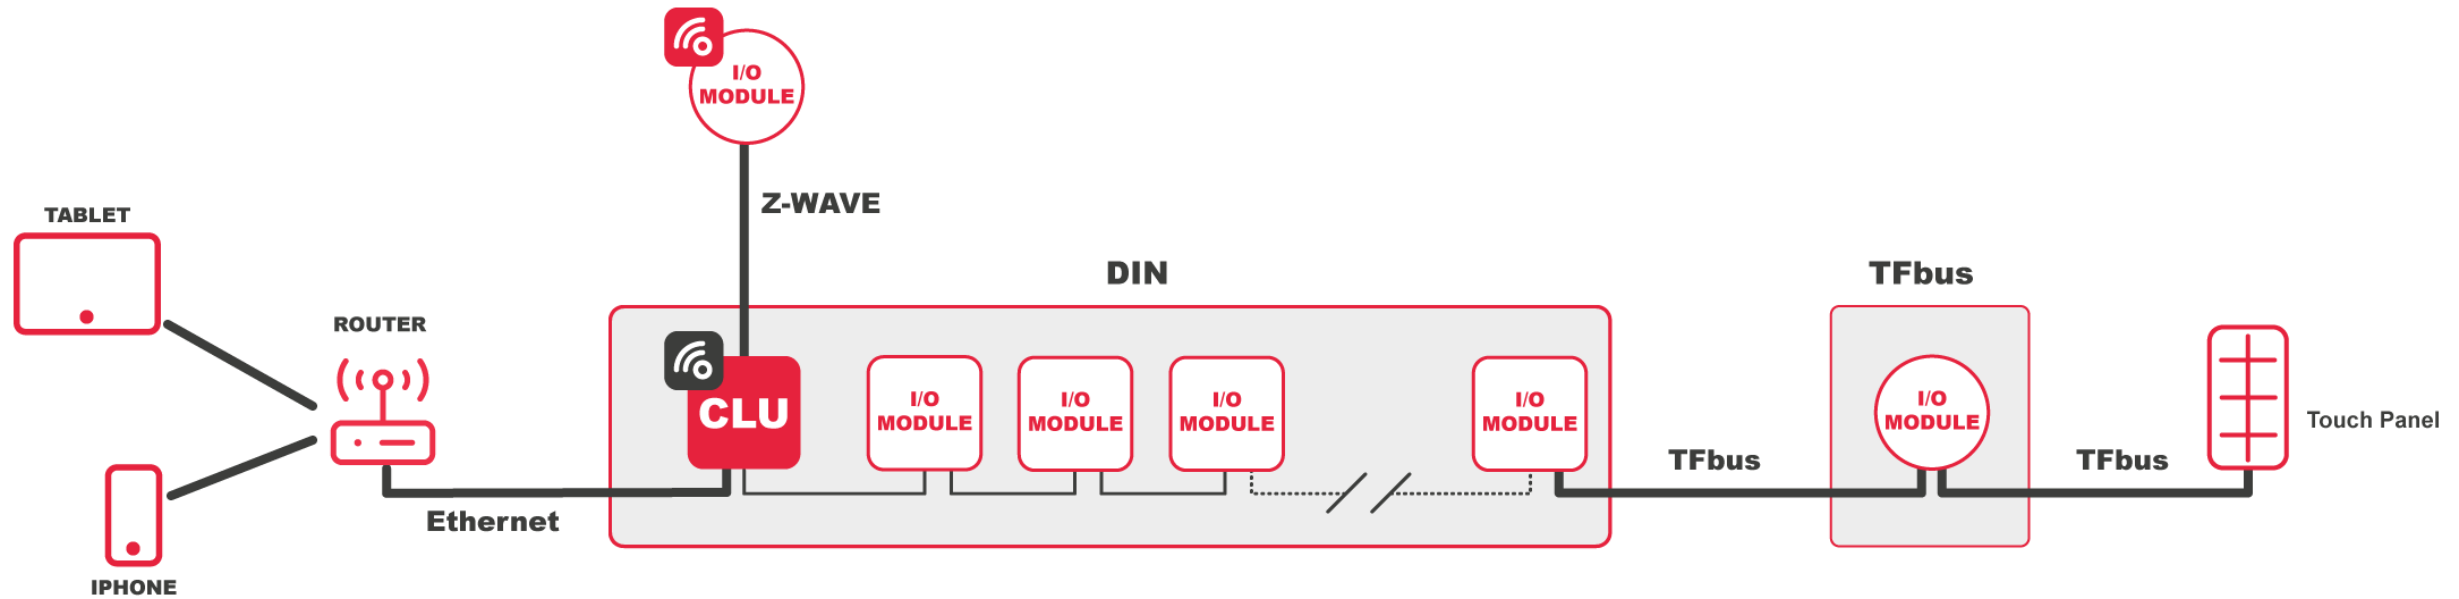 I/O
MODULE
Z-WAVE
TABLET
DIN
TFbus
ROUTER
CLU
I/O
MODULE
I/O
MODULE
I/O
MODULE
I/O
MODULE
I/O
MODULE
Touch Panel
TFbus
TFbus
Ethernet
IPHONE